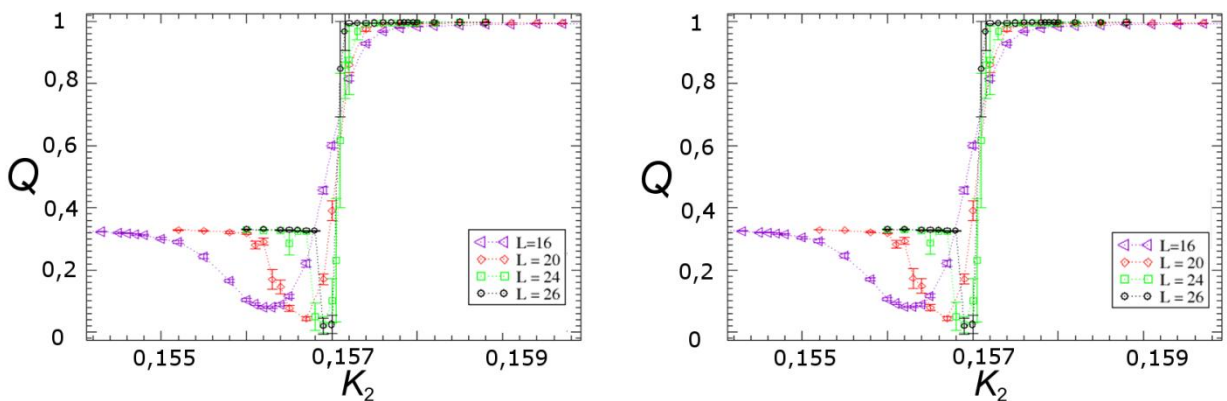 1
0,8
0,6
0,4
0,2
0
Q
0,155
0,157
0,159
K2
L=16
L = 20
L = 24
L = 26
1
0,8
0,6
0,4
0,2
0
Q
0,155
0,157
0,159
K2
L=16
L = 20
L = 24
L = 26